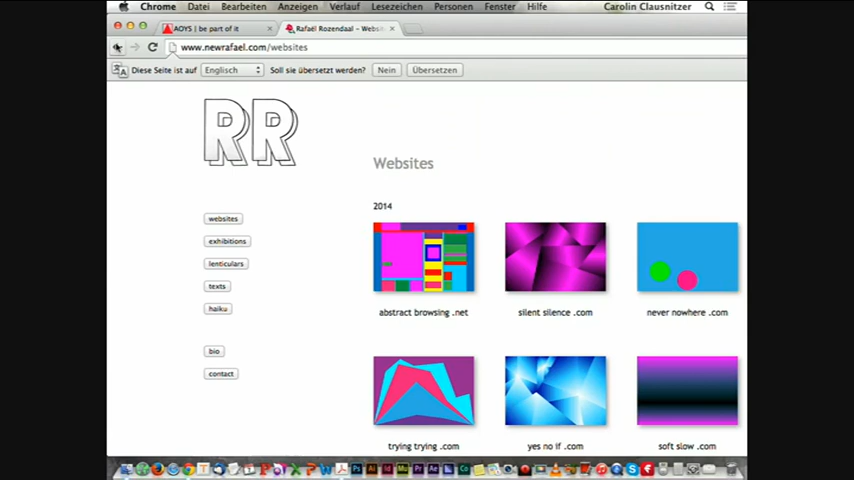 Chrome Datei Bearbeiten Anzeigen Verlauf Lesezeichen Personen Fenster Hilfe Carolin Clausnitzer
AOYS | be part of it Rafaël Rozendaal – Websi
www.newrafael.com/websites
Diese Seite ist auf Englisch Soll sie übersetzt werden? Nein Übersetzen
RR
Websites
2014
websites
exhibitions
lenticulars
texts
haiku
bio
contact
abstract browsing .net silent silence .com never nowhere .com
trying trying .com yes no if .com soft slow .com